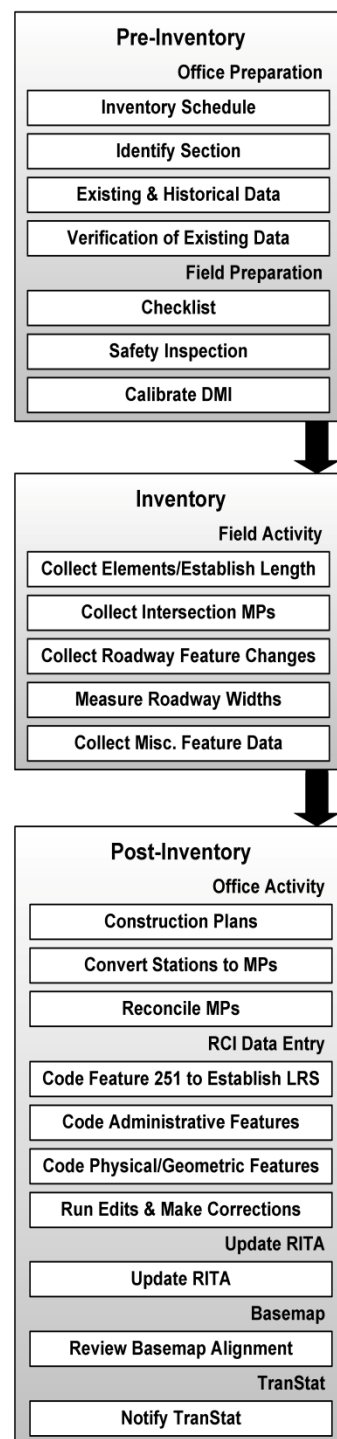 Pre-Inventory
Office Preparation
Inventory Schedule
Identify Section
Existing & Historical Data
Verification of Existing Data
Field Preparation
Checklist
Safety Inspection
Calibrate DMI
Inventory
Field Activity
Collect Elements/Establish Length
Collect Intersection MPs
Collect Roadway Feature Changes
Measure Roadway Widths
Collect Misc. Feature Data
Post-Inventory
Office Activity
Construction Plans
Convert Stations to MPs
Reconcile MPs
RCI Data Entry
Code Feature 251 to Establish LRS
Code Administrative Features
Code Physical/Geometric Features
Run Edits & Make Corrections
Update RITA
Update RITA
Basemap
Review Basemap Alignment
TranStat
Notify TranStat